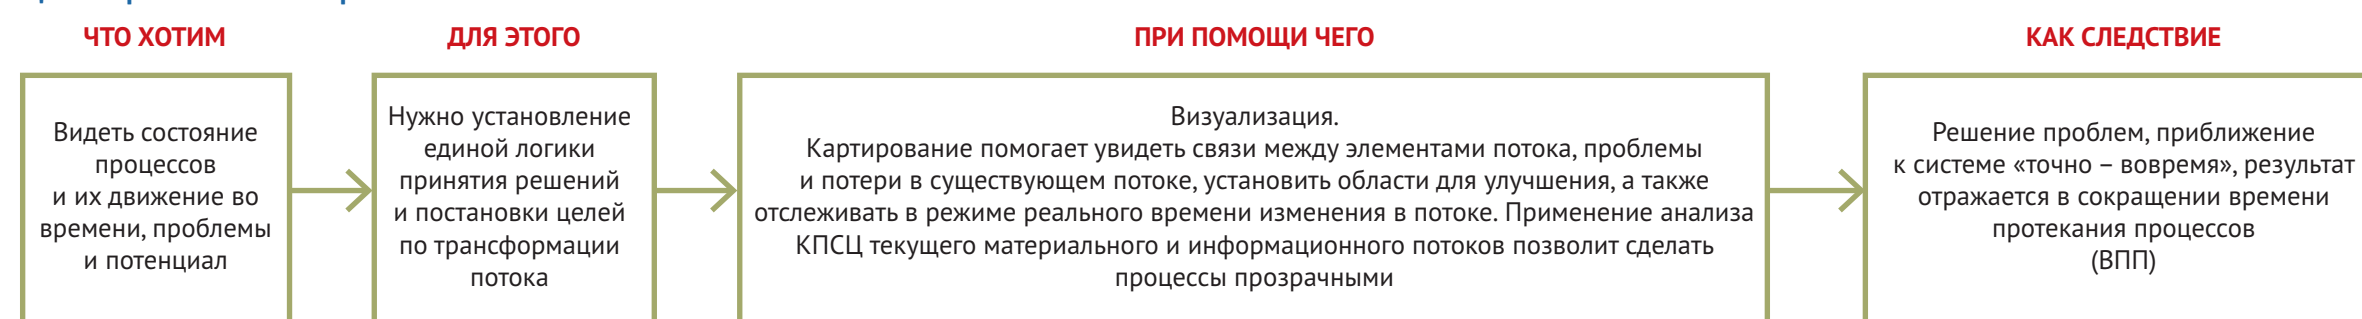 ЧТО ХОТИМ
ДЛЯ ЭТОГО
ПРИ ПОМОЩИ ЧЕГО
КАК СЛЕДСТВИЕ
Видеть состояние
процессов
и их движение во
времени, проблемы
и потенциал
Нужно установление
единой логики
принятия решений
и постановки целей
по трансформации
потока
Визуализация.
Картирование помогает увидеть связи между элементами потока, проблемы
и потери в существующем потоке, установить области для улучшения, а также
отслеживать в режиме реального времени изменения в потоке. Применение анализа
КПСЦ текущего материального и информационного потоков позволит сделать
процессы прозрачными
Решение проблем, приближение
к системе «точно – вовремя», результат
отражается в сокращении времени
протекания процессов
(ВПП)